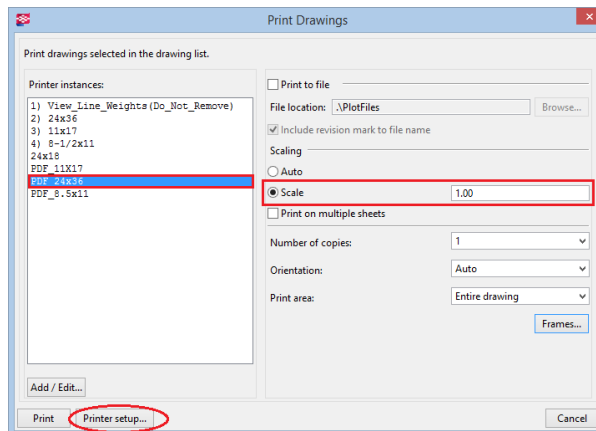 Print Drawings
Print drawings selected in the drawing list.
Printer instances:
1) View_Line_Weights(Do_Not_Remove)
2) 24x36
3) 11x17
4) 8-1/2x11
24x18
PDF_11X17
PDF_24x36
PDF_8.5x11
Add / Edit...
Print to file
File location: .\PlotFiles Browse...
Include revision mark to file name
Scaling
Auto
Scale 1.00
Print on multiple sheets
Number of copies: 1
Orientation: Auto
Print area: Entire drawing
Frames...
Print Printer setup... Cancel